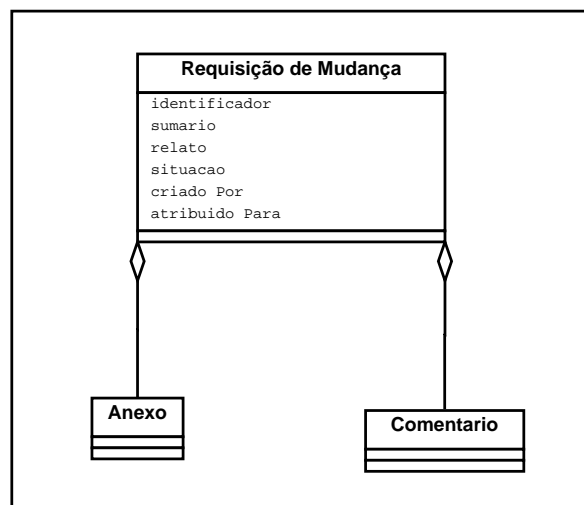 Requisição de Mudança
identificador
sumario
relato
situacao
criado Por
atribuido Para
Anexo
Comentario